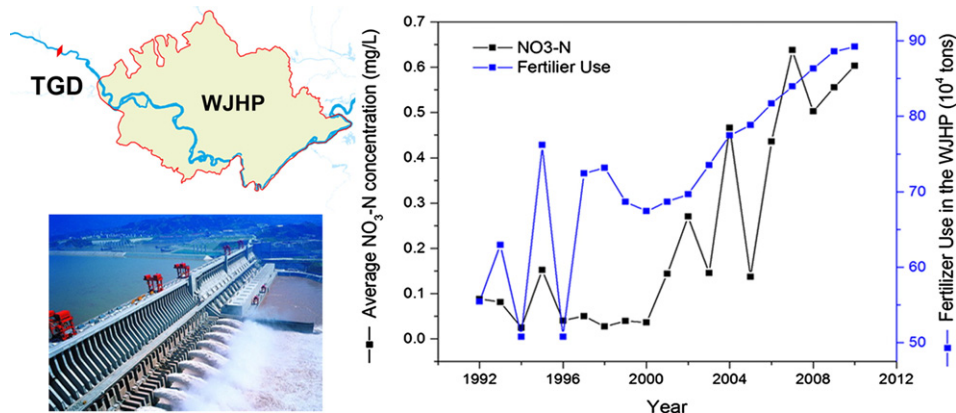 TGD
WJHP
Average NO₃-N concentration (mg/L)
0.7
0.6
0.5
0.4
0.3
0.2
0.1
0.0
NO3-N
Fertilier Use
90
80
70
60
50
Fertilizer Use in the WJHP (10⁴ tons)
1992
1996
2000
2004
2008
2012
Year